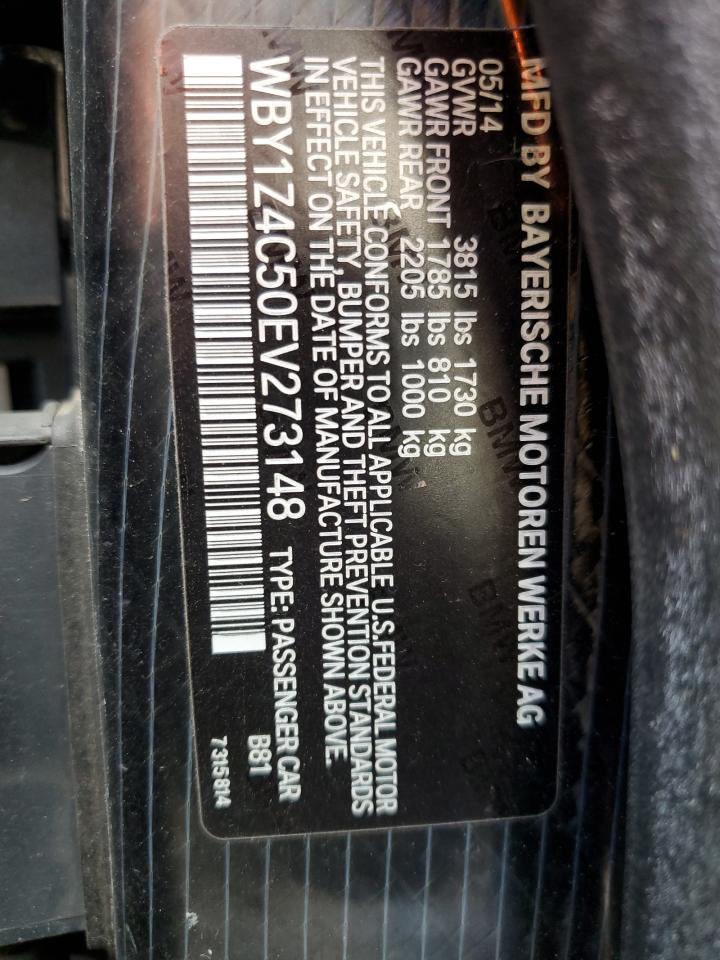 MFD BY BAYERISCHE MOTOREN WERKE AG
05/14
GVWR 3815 lbs 1730 kg
GAWR FRONT 1785 lbs 810 kg
GAWR REAR 2205 lbs 1000 kg
THIS VEHICLE CONFORMS TO ALL APPLICABLE U.S.FEDERAL MOTOR
VEHICLE SAFETY, BUMPER AND THEFT PREVENTION STANDARDS
IN EFFECT ON THE DATE OF MANUFACTURE SHOWN ABOVE.
WBY1Z4C50EV273148 TYPE: PASSENGER CAR
B81
7315814